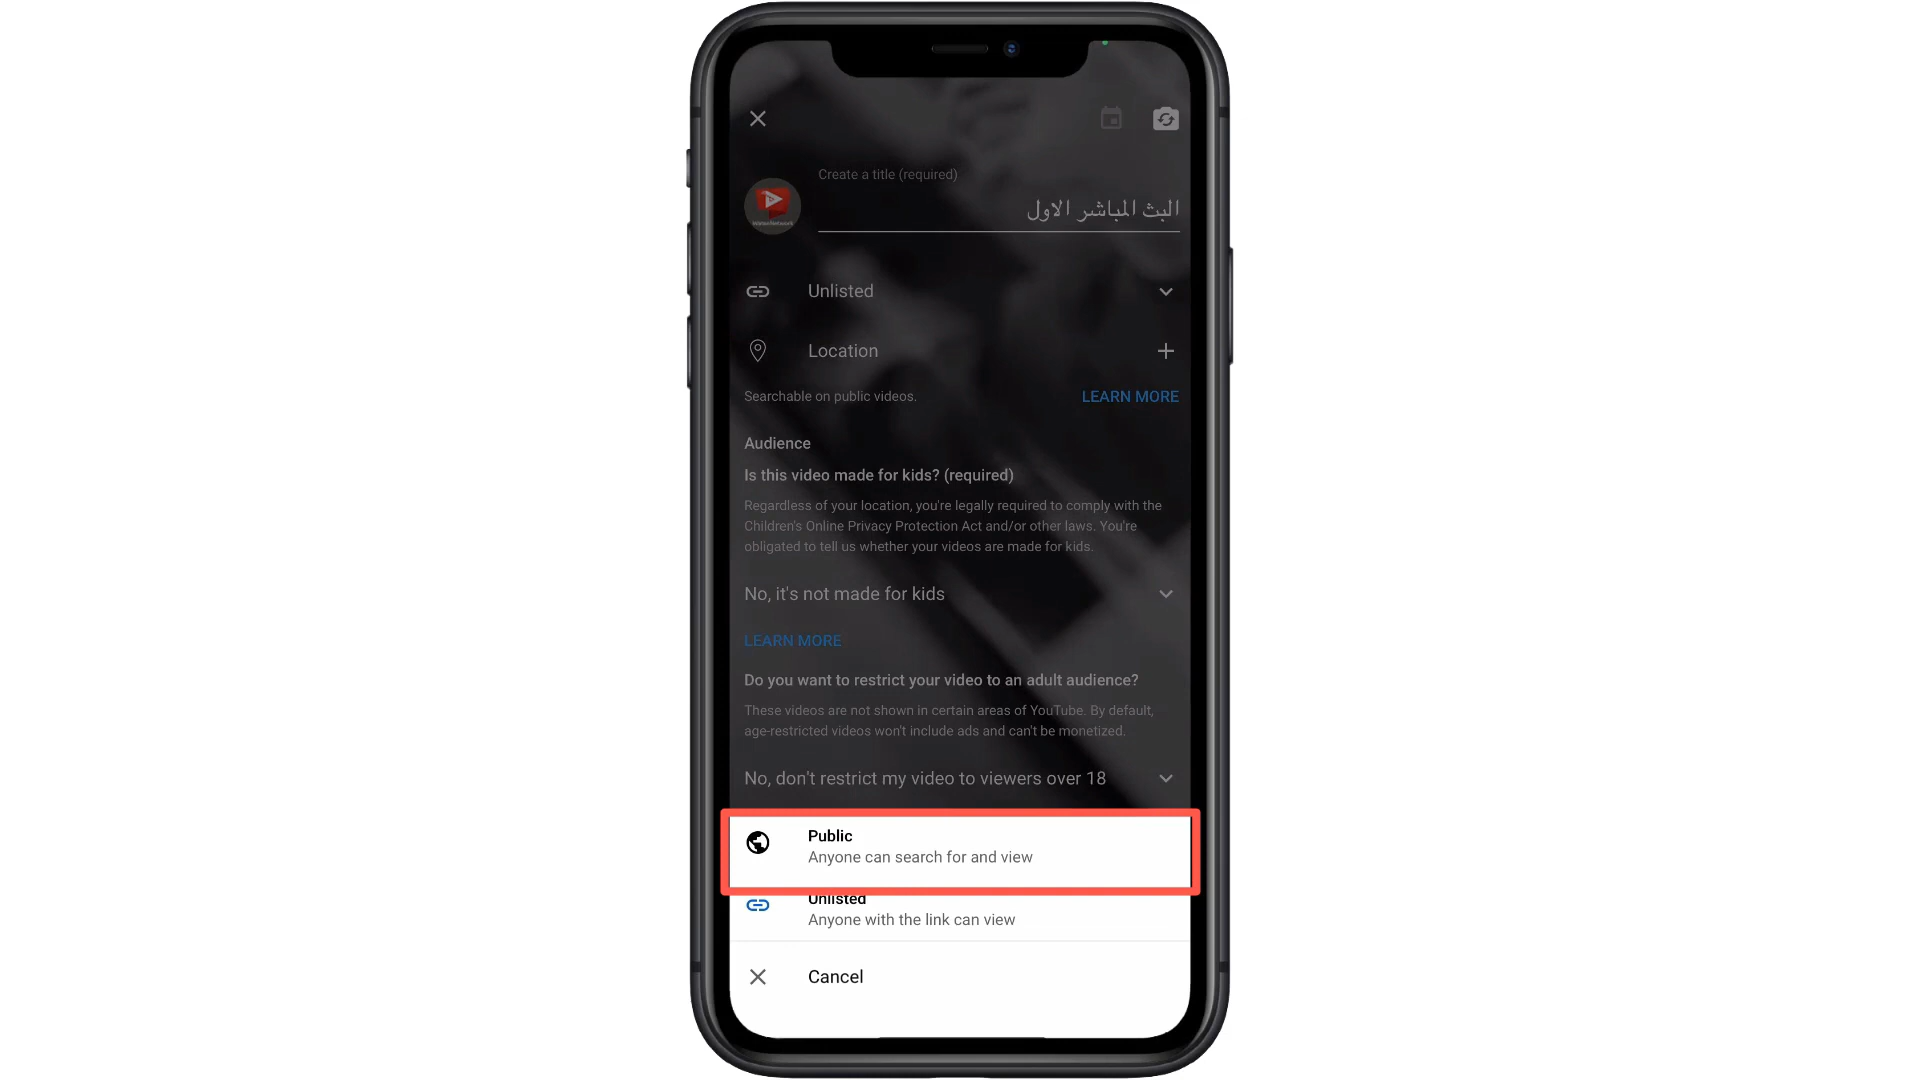 Create a title (required)
البث المباشر الاول
Unlisted
Location
Searchable on public videos.
LEARN MORE
Audience
Is this video made for kids? (required)
Regardless of your location, you're legally required to comply with the
Children's Online Privacy Protection Act and/or other laws. You're
obligated to tell us whether your videos are made for kids.
No, it's not made for kids
LEARN MORE
Do you want to restrict your video to an adult audience?
These videos are not shown in certain areas of YouTube. By default,
age-restricted videos won't include ads and can't be monetized.
No, don't restrict my video to viewers over 18
Public
Anyone can search for and view
Unlisted
Anyone with the link can view
Cancel